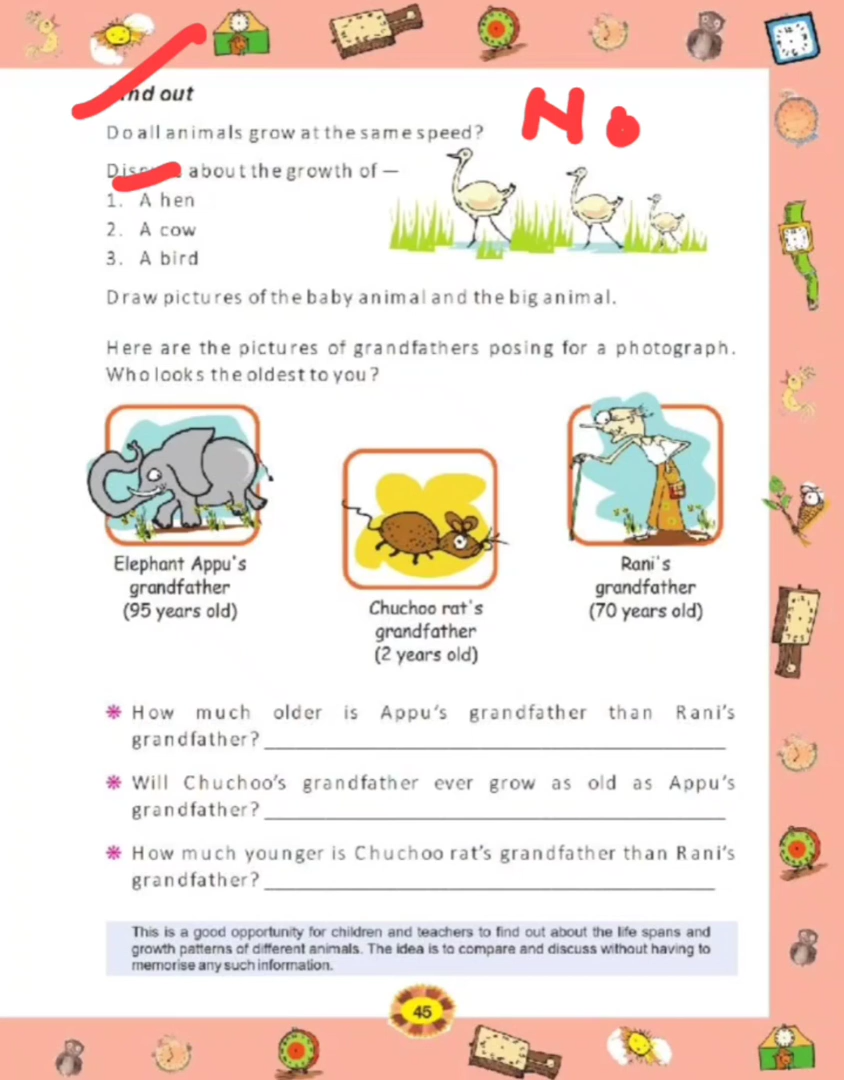 Find out
No
Do all animals grow at the same speed?
about the growth of —
1. A hen
2. A cow
3. A bird
Draw pictures of the baby animal and the big animal.
Here are the pictures of grandfathers posing for a photograph.
Who looks the oldest to you?
Elephant Appu's
grandfather
(95 years old)
Chuchoo rat's
grandfather
(2 years old)
Rani's
grandfather
(70 years old)
How much older is Appu's grandfather than Rani's
grandfather?
Will Chuchoo's grandfather ever grow as old as Appu's
grandfather?
How much younger is Chuchoo rat's grandfather than Rani's
grandfather?
This is a good opportunity for children and teachers to find out about the life spans and
growth patterns of different animals. The idea is to compare and discuss without having to
memorise any such information.
45